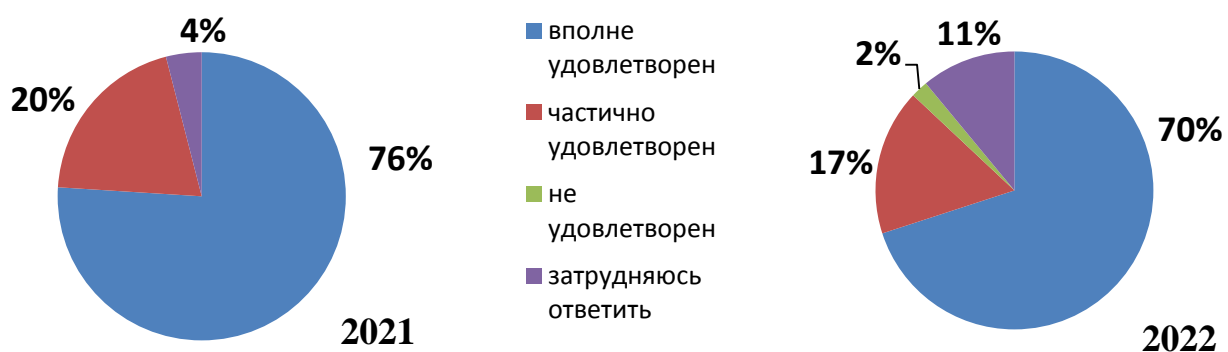 4%
20%
76%
2021
вполне
удовлетворен
частично
удовлетворен
не
удовлетворен
затрудняюсь
ответить
11%
2%
70%
17%
2022